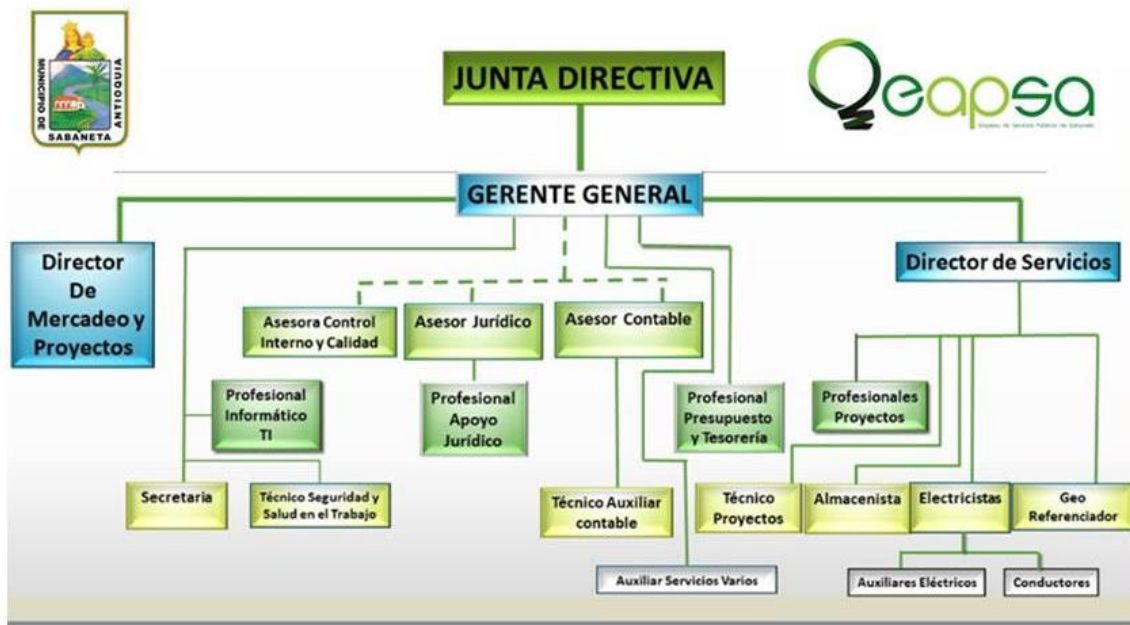 MUNICIPIO DE
SABANETA
ANTIOQUIA
JUNTA DIRECTIVA
eapsa
GERENTE GENERAL
Director
De
Mercadeo y
Proyectos
Director de Servicios
Asesora Control
Interno y Calidad
Asesor Jurídico
Asesor Contable
Profesional
Informático
TI
Profesional
Apoyo
Jurídico
Profesional
Presupuesto
y Tesorería
Profesionales
Proyectos
Secretaria
Técnico Seguridad y
Salud en el Trabajo
Técnico Auxiliar
contable
Técnico
Proyectos
Almacenista
Electricistas
Geo
Referenciador
Auxiliar Servicios Varios
Auxiliares Eléctricos
Conductores